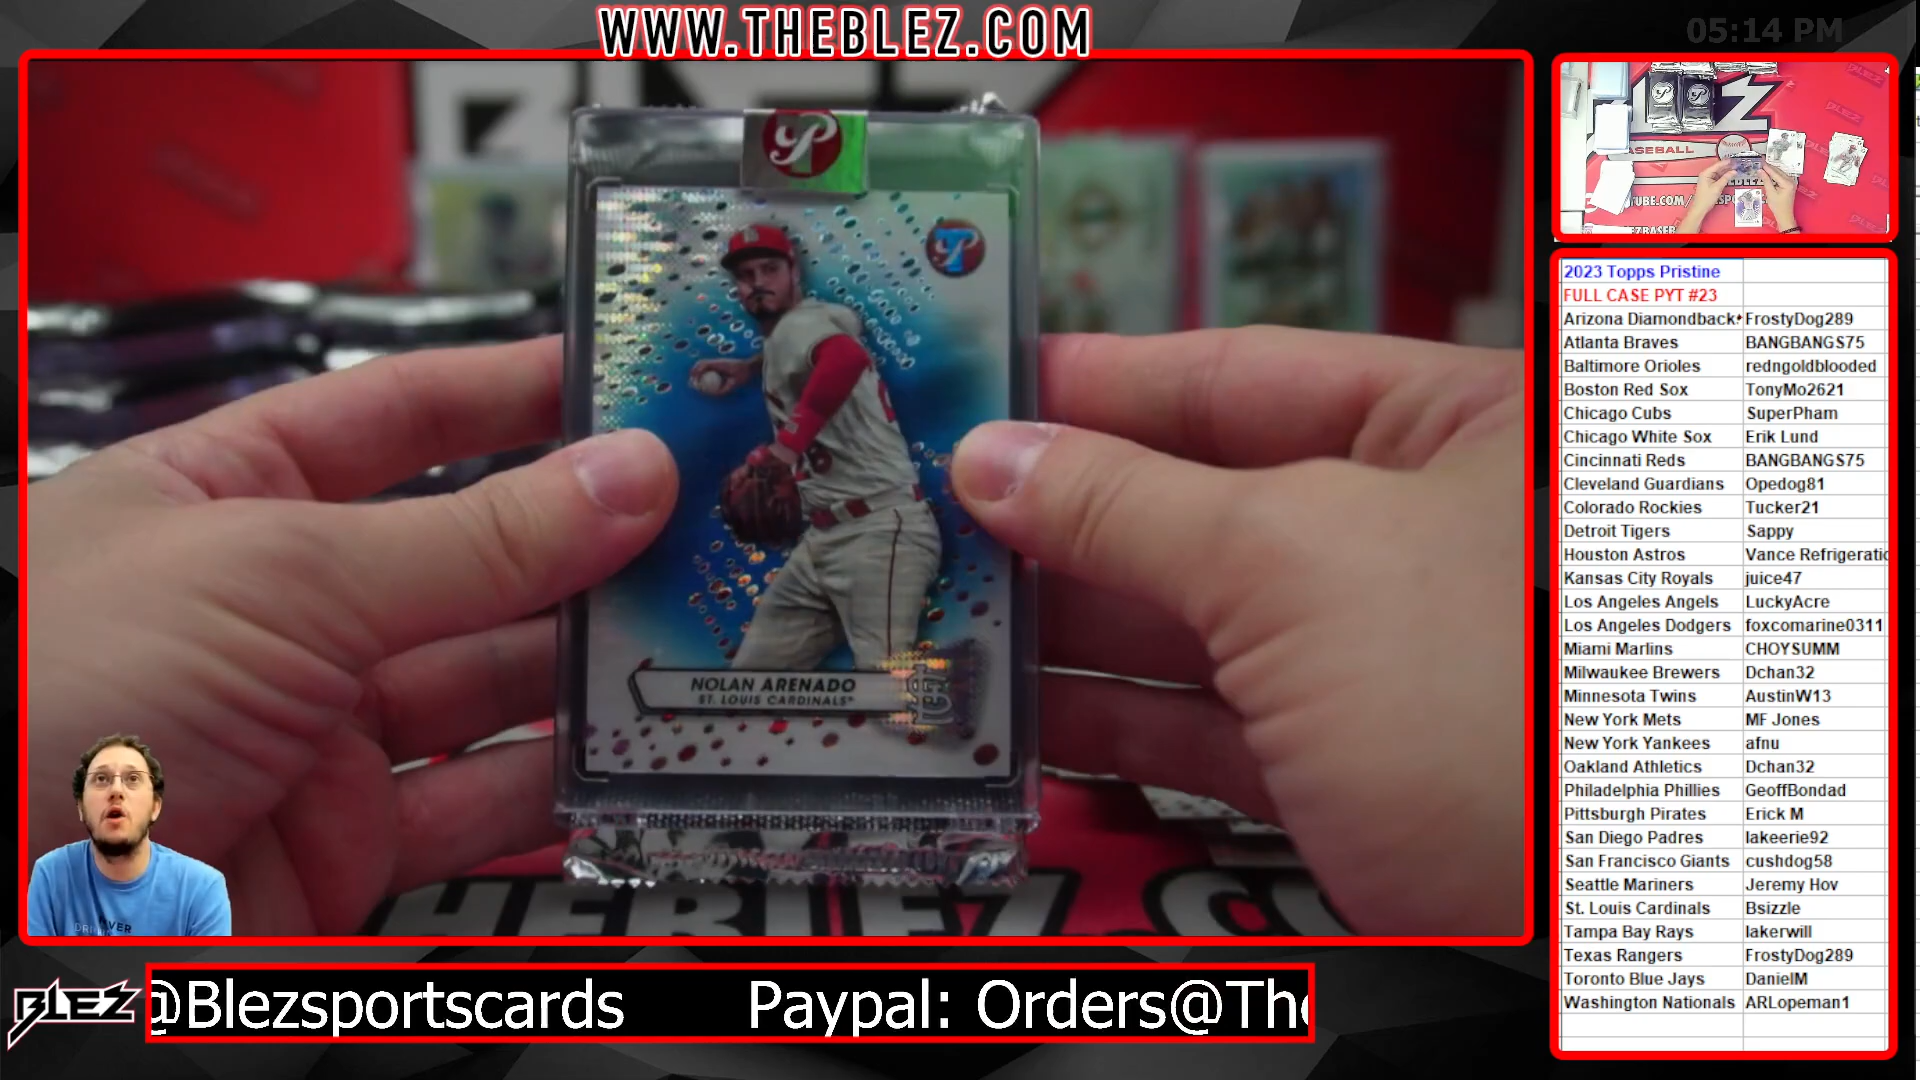 WWW.THEBLEZ.COM
05:14 PM
NOLAN ARENADO
ST. LOUIS CARDINALS
THEBLEZ.CO
BLEZ
@Blezsportscards Paypal: Orders@The
ASEBALL
2023 Topps Pristine
FULL CASE PYT #23
Arizona Diamondback FrostyDog289
Atlanta Braves BANGBANGS75
Baltimore Orioles redngoldblooded
Boston Red Sox TonyMo2621
Chicago Cubs SuperPham
Chicago White Sox Erik Lund
Cincinnati Reds BANGBANGS75
Cleveland Guardians Opedog81
Colorado Rockies Tucker21
Detroit Tigers Sappy
Houston Astros Vance Refrigeratio
Kansas City Royals juice47
Los Angeles Angels LuckyAcre
Los Angeles Dodgers foxcomarine0311
Miami Marlins CHOYSUMM
Milwaukee Brewers Dchan32
Minnesota Twins AustinW13
New York Mets MF Jones
New York Yankees afnu
Oakland Athletics Dchan32
Philadelphia Phillies GeoffBondad
Pittsburgh Pirates Erick M
San Diego Padres lakeerie92
San Francisco Giants cushdog58
Seattle Mariners Jeremy Hov
St. Louis Cardinals Bsizzle
Tampa Bay Rays lakerwill
Texas Rangers FrostyDog289
Toronto Blue Jays DanielM
Washington Nationals ARLopeman1